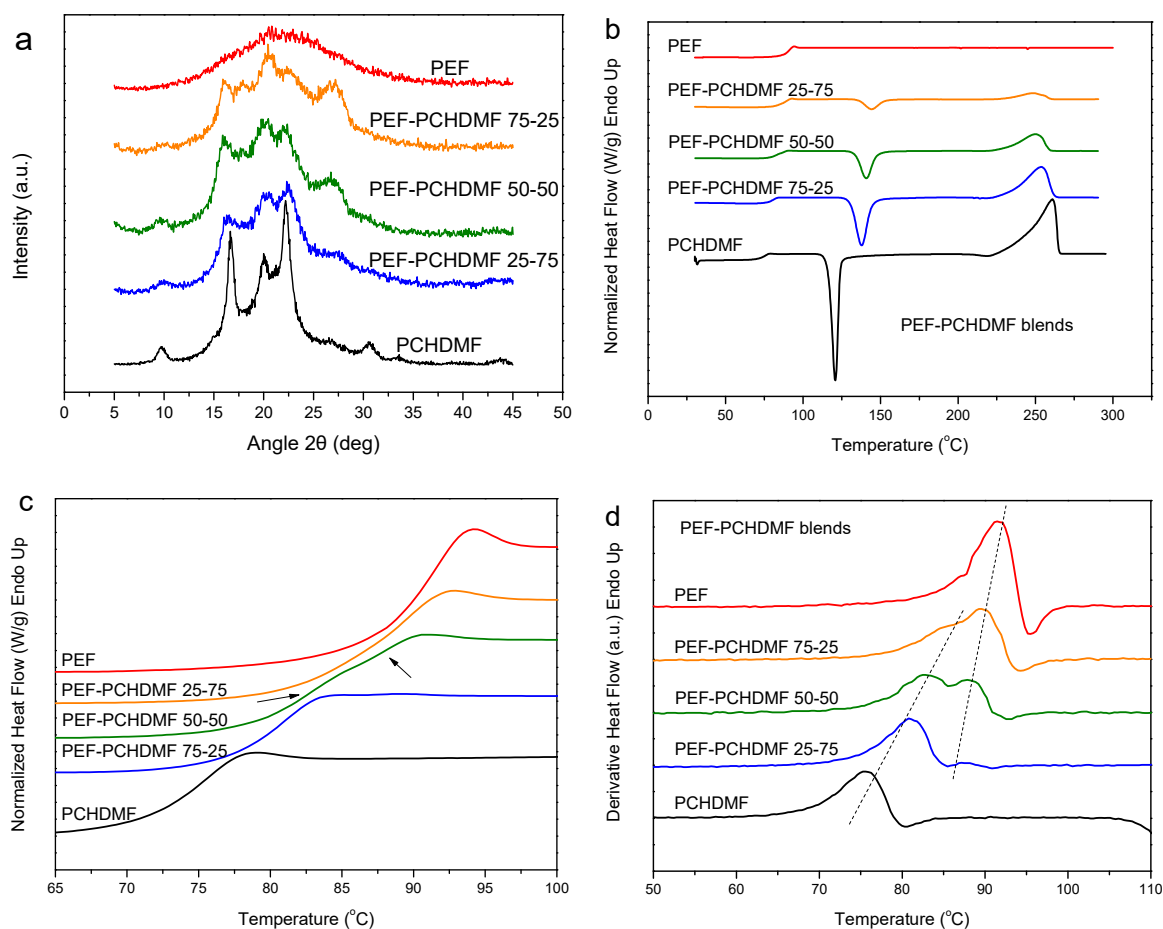 a
Intensity (a.u.)
PEF
PEF-PCHDMF 75-25
PEF-PCHDMF 50-50
PEF-PCHDMF 25-75
PCHDMF
0 5 10 15 20 25 30 35 40 45 50
Angle 2θ (deg)
b
Normalized Heat Flow (W/g) Endo Up
PEF
PEF-PCHDMF 25-75
PEF-PCHDMF 50-50
PEF-PCHDMF 75-25
PCHDMF
PEF-PCHDMF blends
0 50 100 150 200 250 300
Temperature (°C)
c
Normalized Heat Flow (W/g) Endo Up
PEF
PEF-PCHDMF 25-75
PEF-PCHDMF 50-50
PEF-PCHDMF 75-25
PCHDMF
65 70 75 80 85 90 95 100
Temperature (°C)
d
Derivative Heat Flow (a.u.) Endo Up
PEF-PCHDMF blends
PEF
PEF-PCHDMF 75-25
PEF-PCHDMF 50-50
PEF-PCHDMF 25-75
PCHDMF
50 60 70 80 90 100 110
Temperature (°C)